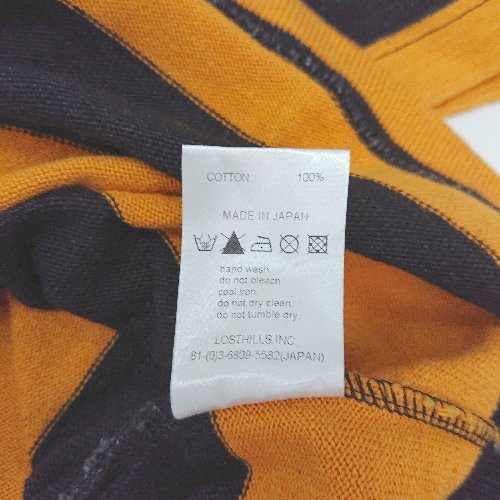 COTTON 100%
MADE IN JAPAN
hand wash.
do not bleach.
cool iron.
do not dry clean.
do not tumble dry.
LOSTHILLS INC.
81-(0)3-6809-5582(JAPAN)